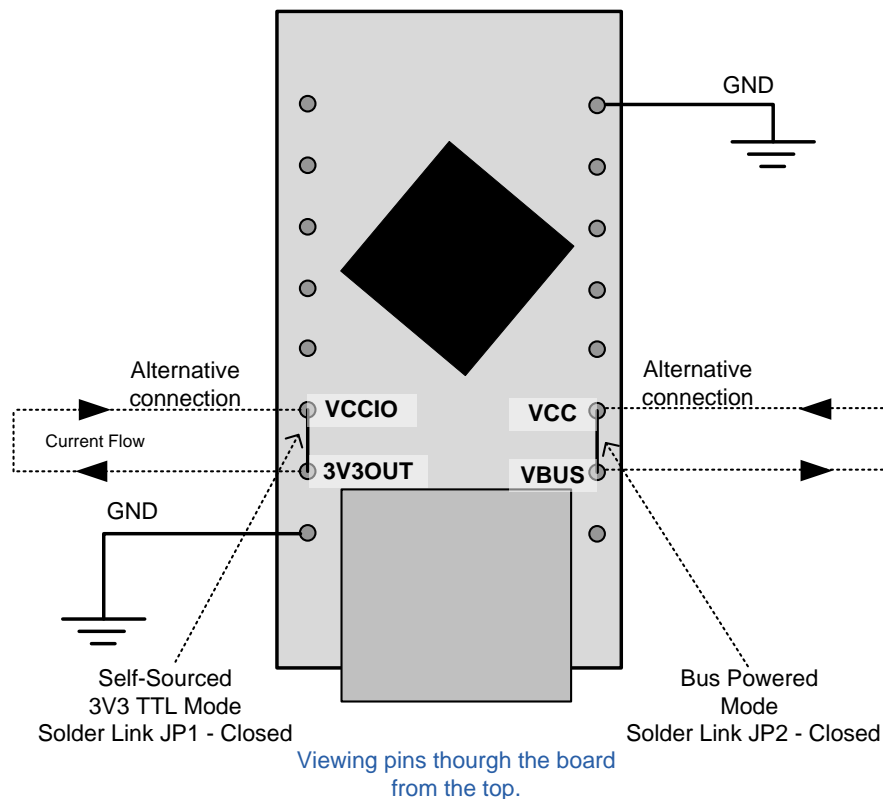 GND
Alternative
connection
Alternative
connection
VCCIO
VCC
Current Flow
3V3OUT
VBUS
GND
Self-Sourced
3V3 TTL Mode
Solder Link JP1 - Closed
Bus Powered
Mode
Solder Link JP2 - Closed
Viewing pins thourgh the board
from the top.